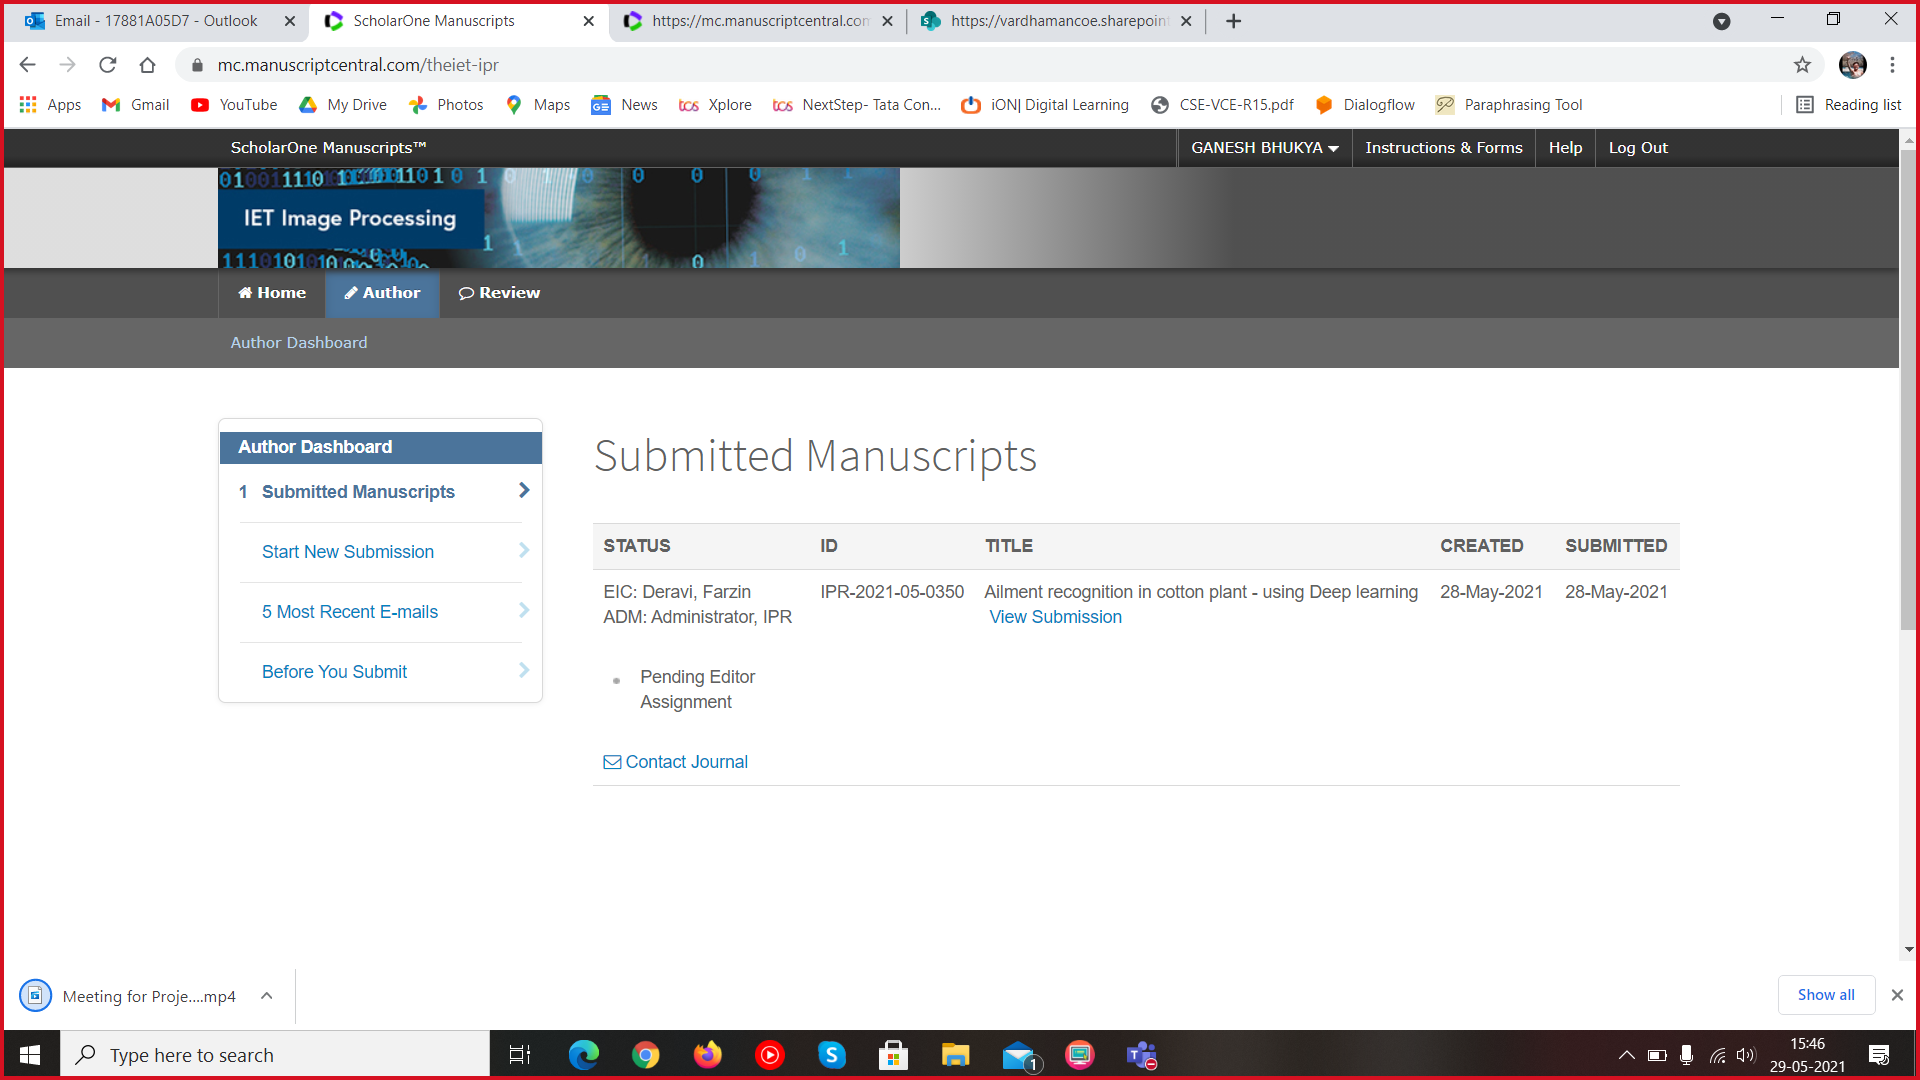 Email - 17881A05D7 - Outlook
ScholarOne Manuscripts
https://mc.manuscriptcentral.com
https://vardhamancoe.sharepoint
mc.manuscriptcentral.com/theiet-ipr
Apps
Gmail
YouTube
My Drive
Photos
Maps
News
tcs Xplore
tcs NextStep- Tata Con...
iON| Digital Learning
CSE-VCE-R15.pdf
Dialogflow
Paraphrasing Tool
Reading list
ScholarOne Manuscripts™
GANESH BHUKYA
Instructions & Forms
Help
Log Out
IET Image Processing
Home
Author
Review
Author Dashboard
Author Dashboard
1 Submitted Manuscripts
Start New Submission
5 Most Recent E-mails
Before You Submit
Submitted Manuscripts
STATUS ID TITLE CREATED SUBMITTED
EIC: Deravi, Farzin IPR-2021-05-0350 Ailment recognition in cotton plant - using Deep learning 28-May-2021 28-May-2021
ADM: Administrator, IPR View Submission
Pending Editor
Assignment
Contact Journal
Meeting for Proje....mp4
Show all
Type here to search
1
15:46
29-05-2021